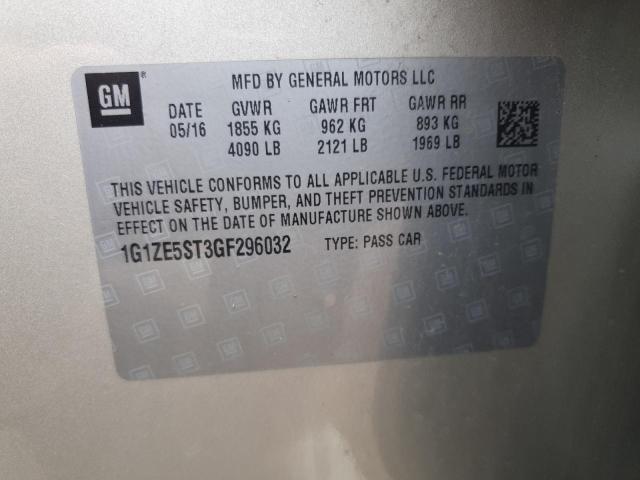 GM
MFD BY GENERAL MOTORS LLC
DATE GVWR GAWR FRT GAWR RR
05/16 1855 KG 962 KG 893 KG
4090 LB 2121 LB 1969 LB
THIS VEHICLE CONFORMS TO ALL APPLICABLE U.S. FEDERAL MOTOR
VEHICLE SAFETY, BUMPER, AND THEFT PREVENTION STANDARDS IN
EFFECT ON THE DATE OF MANUFACTURE SHOWN ABOVE.
1G1ZE5ST3GF296032 TYPE: PASS CAR